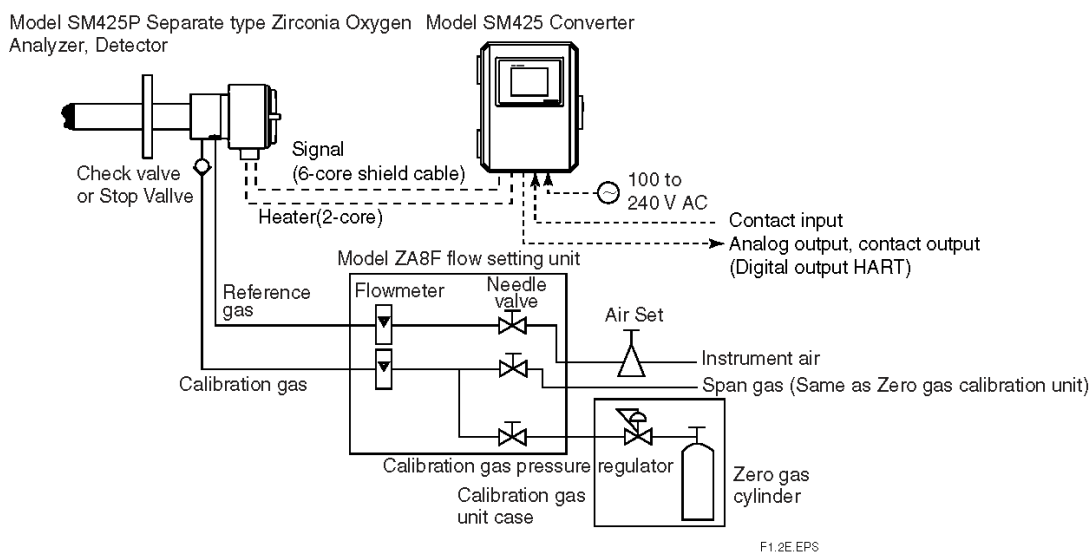 Model SM425P Separate type Zirconia Oxygen
Analyzer, Detector
Model SM425 Converter
Signal
(6-core shield cable)
Check valve
or Stop Vallve
Heater(2-core)
100 to
240 V AC
Contact input
Analog output, contact output
(Digital output HART)
Model ZA8F flow setting unit
Reference
gas
Flowmeter
Needle
valve
Air Set
Instrument air
Calibration gas
Span gas (Same as Zero gas calibration unit)
Calibration gas pressure regulator
Calibration gas
unit case
Zero gas
cylinder
F1.2E.EPS